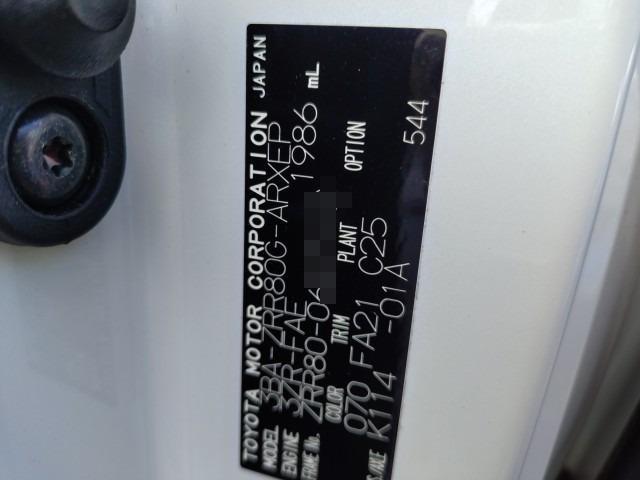 TOYOTA MOTOR CORPORATION JAPAN
MODEL 3BA-ZRR80G-ARXEP
ENGINE 3ZR-FAE 1986 mL
FRAME No. ZRR80-04
COLOR TRIM PLANT OPTION
070 FA21 C25 544
K114 -01A